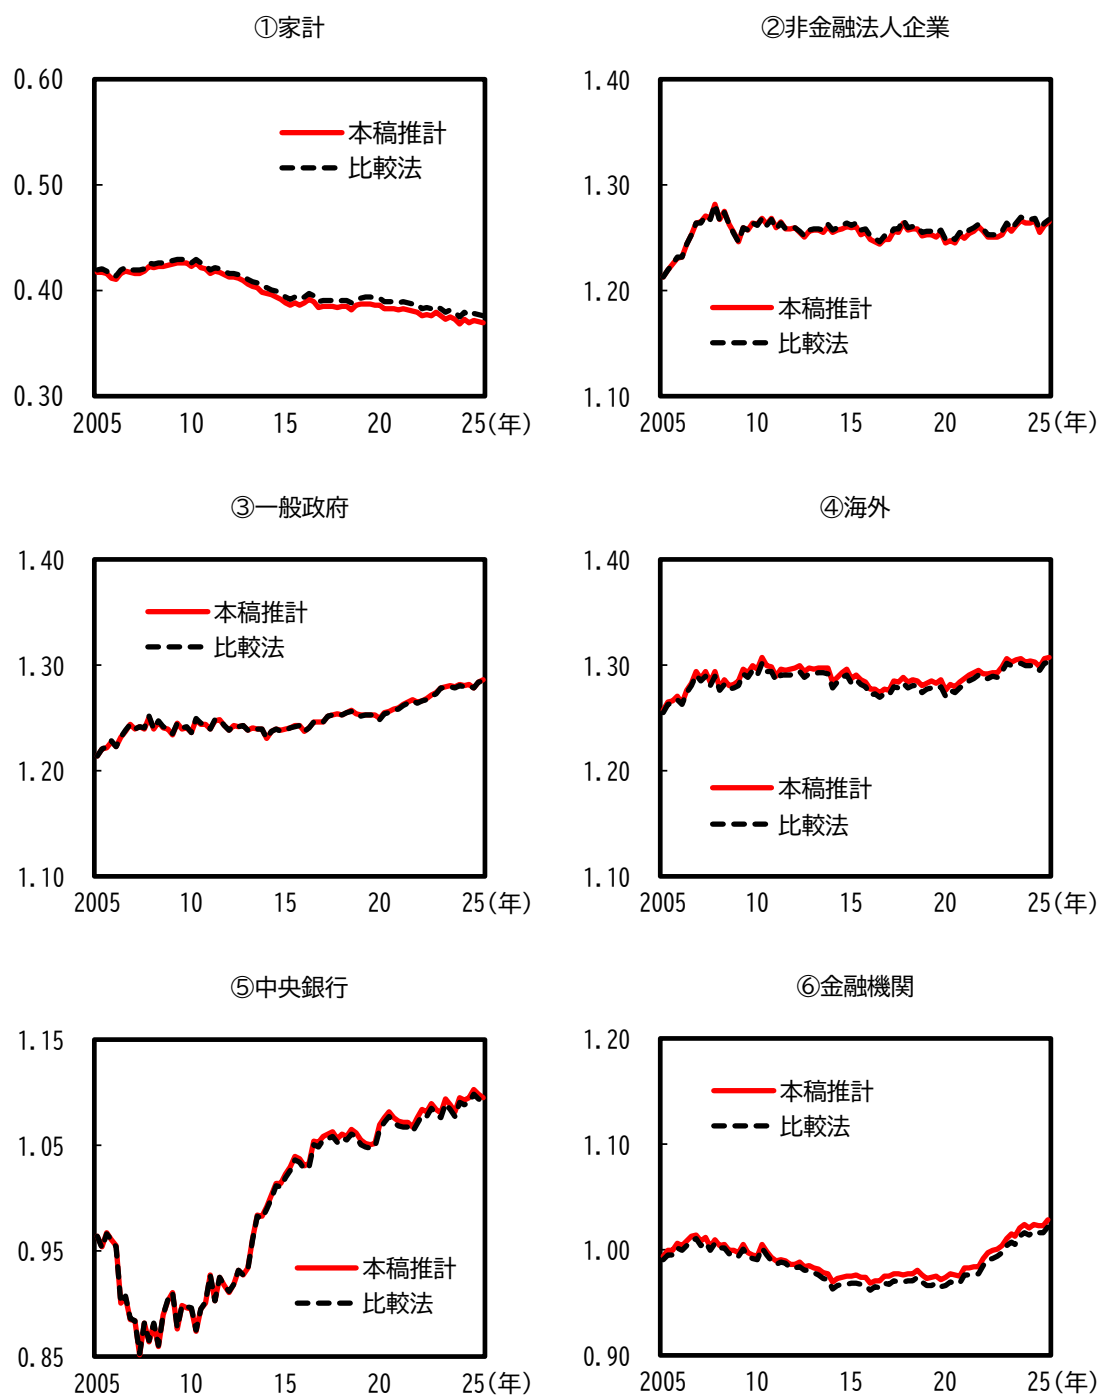 ①家計
0.60
0.50
0.40
0.30
本稿推計
比較法
2005 10 15 20 25(年)
②非金融法人企業
1.40
1.30
1.20
1.10
本稿推計
比較法
2005 10 15 20 25(年)
③一般政府
1.40
1.30
1.20
1.10
本稿推計
比較法
2005 10 15 20 25(年)
④海外
1.40
1.30
1.20
1.10
本稿推計
比較法
2005 10 15 20 25(年)
⑤中央銀行
1.15
1.05
0.95
0.85
本稿推計
比較法
2005 10 15 20 25(年)
⑥金融機関
1.20
1.10
1.00
0.90
本稿推計
比較法
2005 10 15 20 25(年)